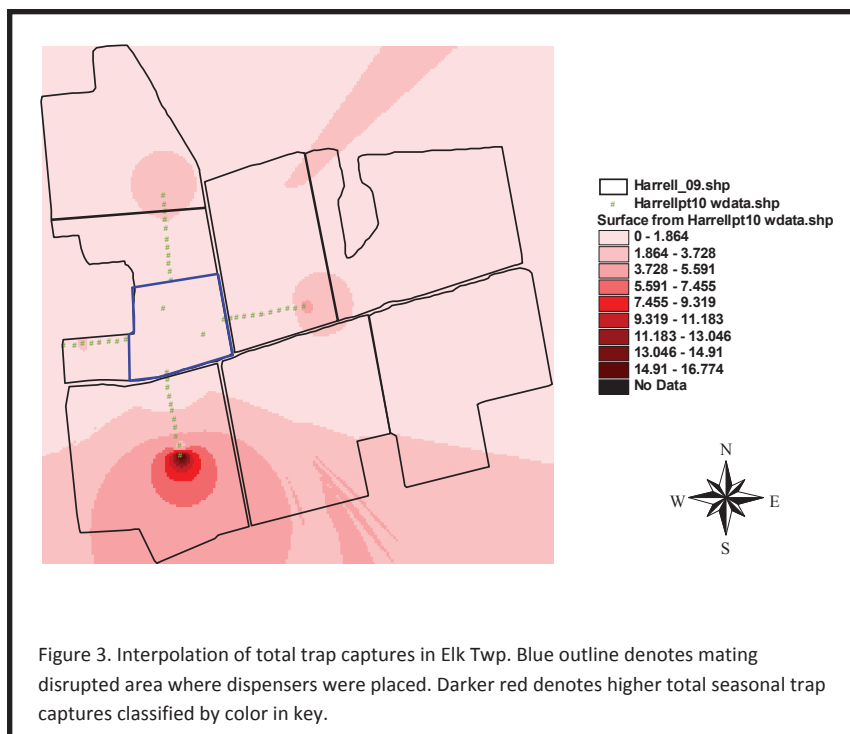 Harrell_09.shp
# Harrellpt10 wdata.shp
Surface from Harrellpt10 wdata.shp
0 - 1.864
1.864 - 3.728
3.728 - 5.591
5.591 - 7.455
7.455 - 9.319
9.319 - 11.183
11.183 - 13.046
13.046 - 14.91
14.91 - 16.774
No Data
N
W E
S
Figure 3. Interpolation of total trap captures in Elk Twp. Blue outline denotes mating
disrupted area where dispensers were placed. Darker red denotes higher total seasonal trap
captures classified by color in key.